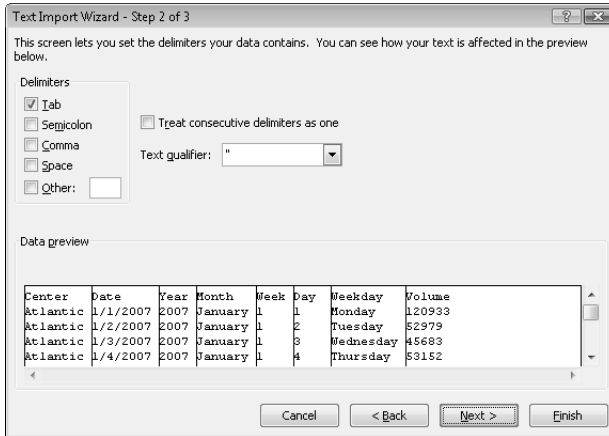 Text Import Wizard - Step 2 of 3
This screen lets you set the delimiters your data contains. You can see how your text is affected in the preview
below.
Delimiters
Tab
Semicolon
Comma
Space
Other:
Treat consecutive delimiters as one
Text qualifier: "
Data preview
Center Date Year Month Week Day Weekday Volume
Atlantic 1/1/2007 2007 January 1 1 Monday 120933
Atlantic 1/2/2007 2007 January 1 2 Tuesday 52979
Atlantic 1/3/2007 2007 January 1 3 Wednesday 45683
Atlantic 1/4/2007 2007 January 1 4 Thursday 53152
Cancel < Back Next > Finish